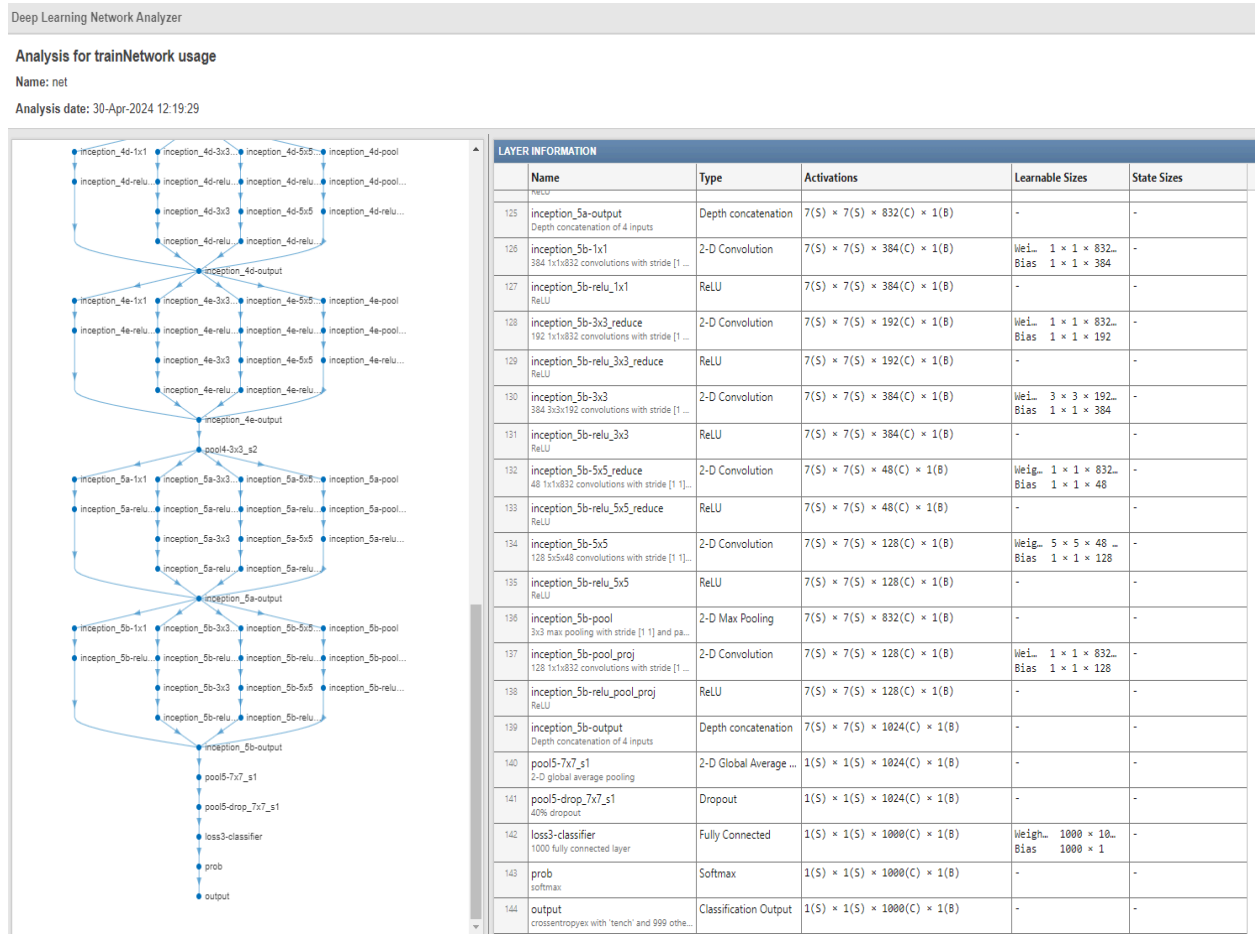 Deep Learning Network Analyzer
Analysis for trainNetwork usage
Name: net
Analysis date: 30-Apr-2024 12:19:29
inception_4d-1x1 inception_4d-3x3... inception_4d-5x5... inception_4d-pool
inception_4d-relu... inception_4d-relu... inception_4d-relu... inception_4d-pool...
inception_4d-3x3 inception_4d-5x5 inception_4d-relu...
inception_4d-relu... inception_4d-relu...
inception_4d-output
inception_4e-1x1 inception_4e-3x3... inception_4e-5x5... inception_4e-pool
inception_4e-relu... inception_4e-relu... inception_4e-relu... inception_4e-pool...
inception_4e-3x3 inception_4e-5x5 inception_4e-relu...
inception_4e-relu... inception_4e-relu...
inception_4e-output
pool4-3x3_s2
inception_5a-1x1 inception_5a-3x3... inception_5a-5x5... inception_5a-pool
inception_5a-relu... inception_5a-relu... inception_5a-relu... inception_5a-pool...
inception_5a-3x3 inception_5a-5x5 inception_5a-relu...
inception_5a-relu... inception_5a-relu...
inception_5a-output
inception_5b-1x1 inception_5b-3x3... inception_5b-5x5... inception_5b-pool
inception_5b-relu... inception_5b-relu... inception_5b-relu... inception_5b-pool...
inception_5b-3x3 inception_5b-5x5 inception_5b-relu...
inception_5b-relu... inception_5b-relu...
inception_5b-output
pool5-7x7_s1
pool5-drop_7x7_s1
loss3-classifier
prob
output
LAYER INFORMATION
Name Type Activations Learnable Sizes State Sizes
ReLU
125 inception_5a-output Depth concatenation 7(S) × 7(S) × 832(C) × 1(B) - -
Depth concatenation of 4 inputs
126 inception_5b-1x1 2-D Convolution 7(S) × 7(S) × 384(C) × 1(B) Wei... 1 × 1 × 832... -
384 1x1x832 convolutions with stride [1 ... Bias 1 × 1 × 384
127 inception_5b-relu_1x1 ReLU 7(S) × 7(S) × 384(C) × 1(B) - -
ReLU
128 inception_5b-3x3_reduce 2-D Convolution 7(S) × 7(S) × 192(C) × 1(B) Wei... 1 × 1 × 832... -
192 1x1x832 convolutions with stride [1 ... Bias 1 × 1 × 192
129 inception_5b-relu_3x3_reduce ReLU 7(S) × 7(S) × 192(C) × 1(B) - -
ReLU
130 inception_5b-3x3 2-D Convolution 7(S) × 7(S) × 384(C) × 1(B) Wei... 3 × 3 × 192... -
384 3x3x192 convolutions with stride [1 ... Bias 1 × 1 × 384
131 inception_5b-relu_3x3 ReLU 7(S) × 7(S) × 384(C) × 1(B) - -
ReLU
132 inception_5b-5x5_reduce 2-D Convolution 7(S) × 7(S) × 48(C) × 1(B) Weig... 1 × 1 × 832... -
48 1x1x832 convolutions with stride [1 1]... Bias 1 × 1 × 48
133 inception_5b-relu_5x5_reduce ReLU 7(S) × 7(S) × 48(C) × 1(B) - -
ReLU
134 inception_5b-5x5 2-D Convolution 7(S) × 7(S) × 128(C) × 1(B) Weig... 5 × 5 × 48 ... -
128 5x5x48 convolutions with stride [1 1]... Bias 1 × 1 × 128
135 inception_5b-relu_5x5 ReLU 7(S) × 7(S) × 128(C) × 1(B) - -
ReLU
136 inception_5b-pool 2-D Max Pooling 7(S) × 7(S) × 832(C) × 1(B) - -
3x3 max pooling with stride [1 1] and pa...
137 inception_5b-pool_proj 2-D Convolution 7(S) × 7(S) × 128(C) × 1(B) Wei... 1 × 1 × 832... -
128 1x1x832 convolutions with stride [1 ... Bias 1 × 1 × 128
138 inception_5b-relu_pool_proj ReLU 7(S) × 7(S) × 128(C) × 1(B) - -
ReLU
139 inception_5b-output Depth concatenation 7(S) × 7(S) × 1024(C) × 1(B) - -
Depth concatenation of 4 inputs
140 pool5-7x7_s1 2-D Global Average ... 1(S) × 1(S) × 1024(C) × 1(B) - -
2-D global average pooling
141 pool5-drop_7x7_s1 Dropout 1(S) × 1(S) × 1024(C) × 1(B) - -
40% dropout
142 loss3-classifier Fully Connected 1(S) × 1(S) × 1000(C) × 1(B) Weigh... 1000 × 10... -
1000 fully connected layer Bias 1000 × 1
143 prob Softmax 1(S) × 1(S) × 1000(C) × 1(B) - -
softmax
144 output Classification Output 1(S) × 1(S) × 1000(C) × 1(B) - -
crossentropyex with 'tench' and 999 othe...